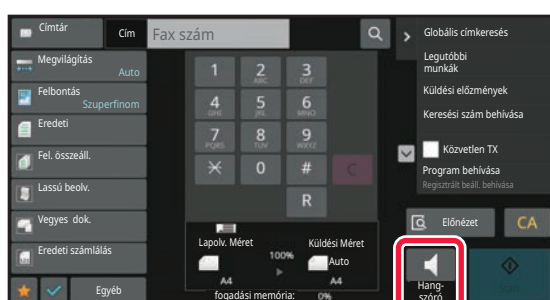 Címtár
Cím
Fax szám
Megvilágítás
Auto
Felbontás
Szuperfinom
Eredeti
Fel. összeáll.
Lassú beolv.
Vegyes dok.
Eredeti számlálás
Egyéb
1
2
ABC
3
4
GHI
5
JKL
6
MNO
7
PQRS
8
TUV
9
WXYZ
0
#
C
R
Lapolv. Méret
Küldési Méret
100%
Auto
A4
A4
fogadási memória: 0%
Globális címkeresés
Legutóbbi
munkák
Küldési előzmények
Keresési szám behívása
Közvetlen TX
Program behívása
Regisztrált beáll. behívása
Előnézet
CA
Hang-
szóró